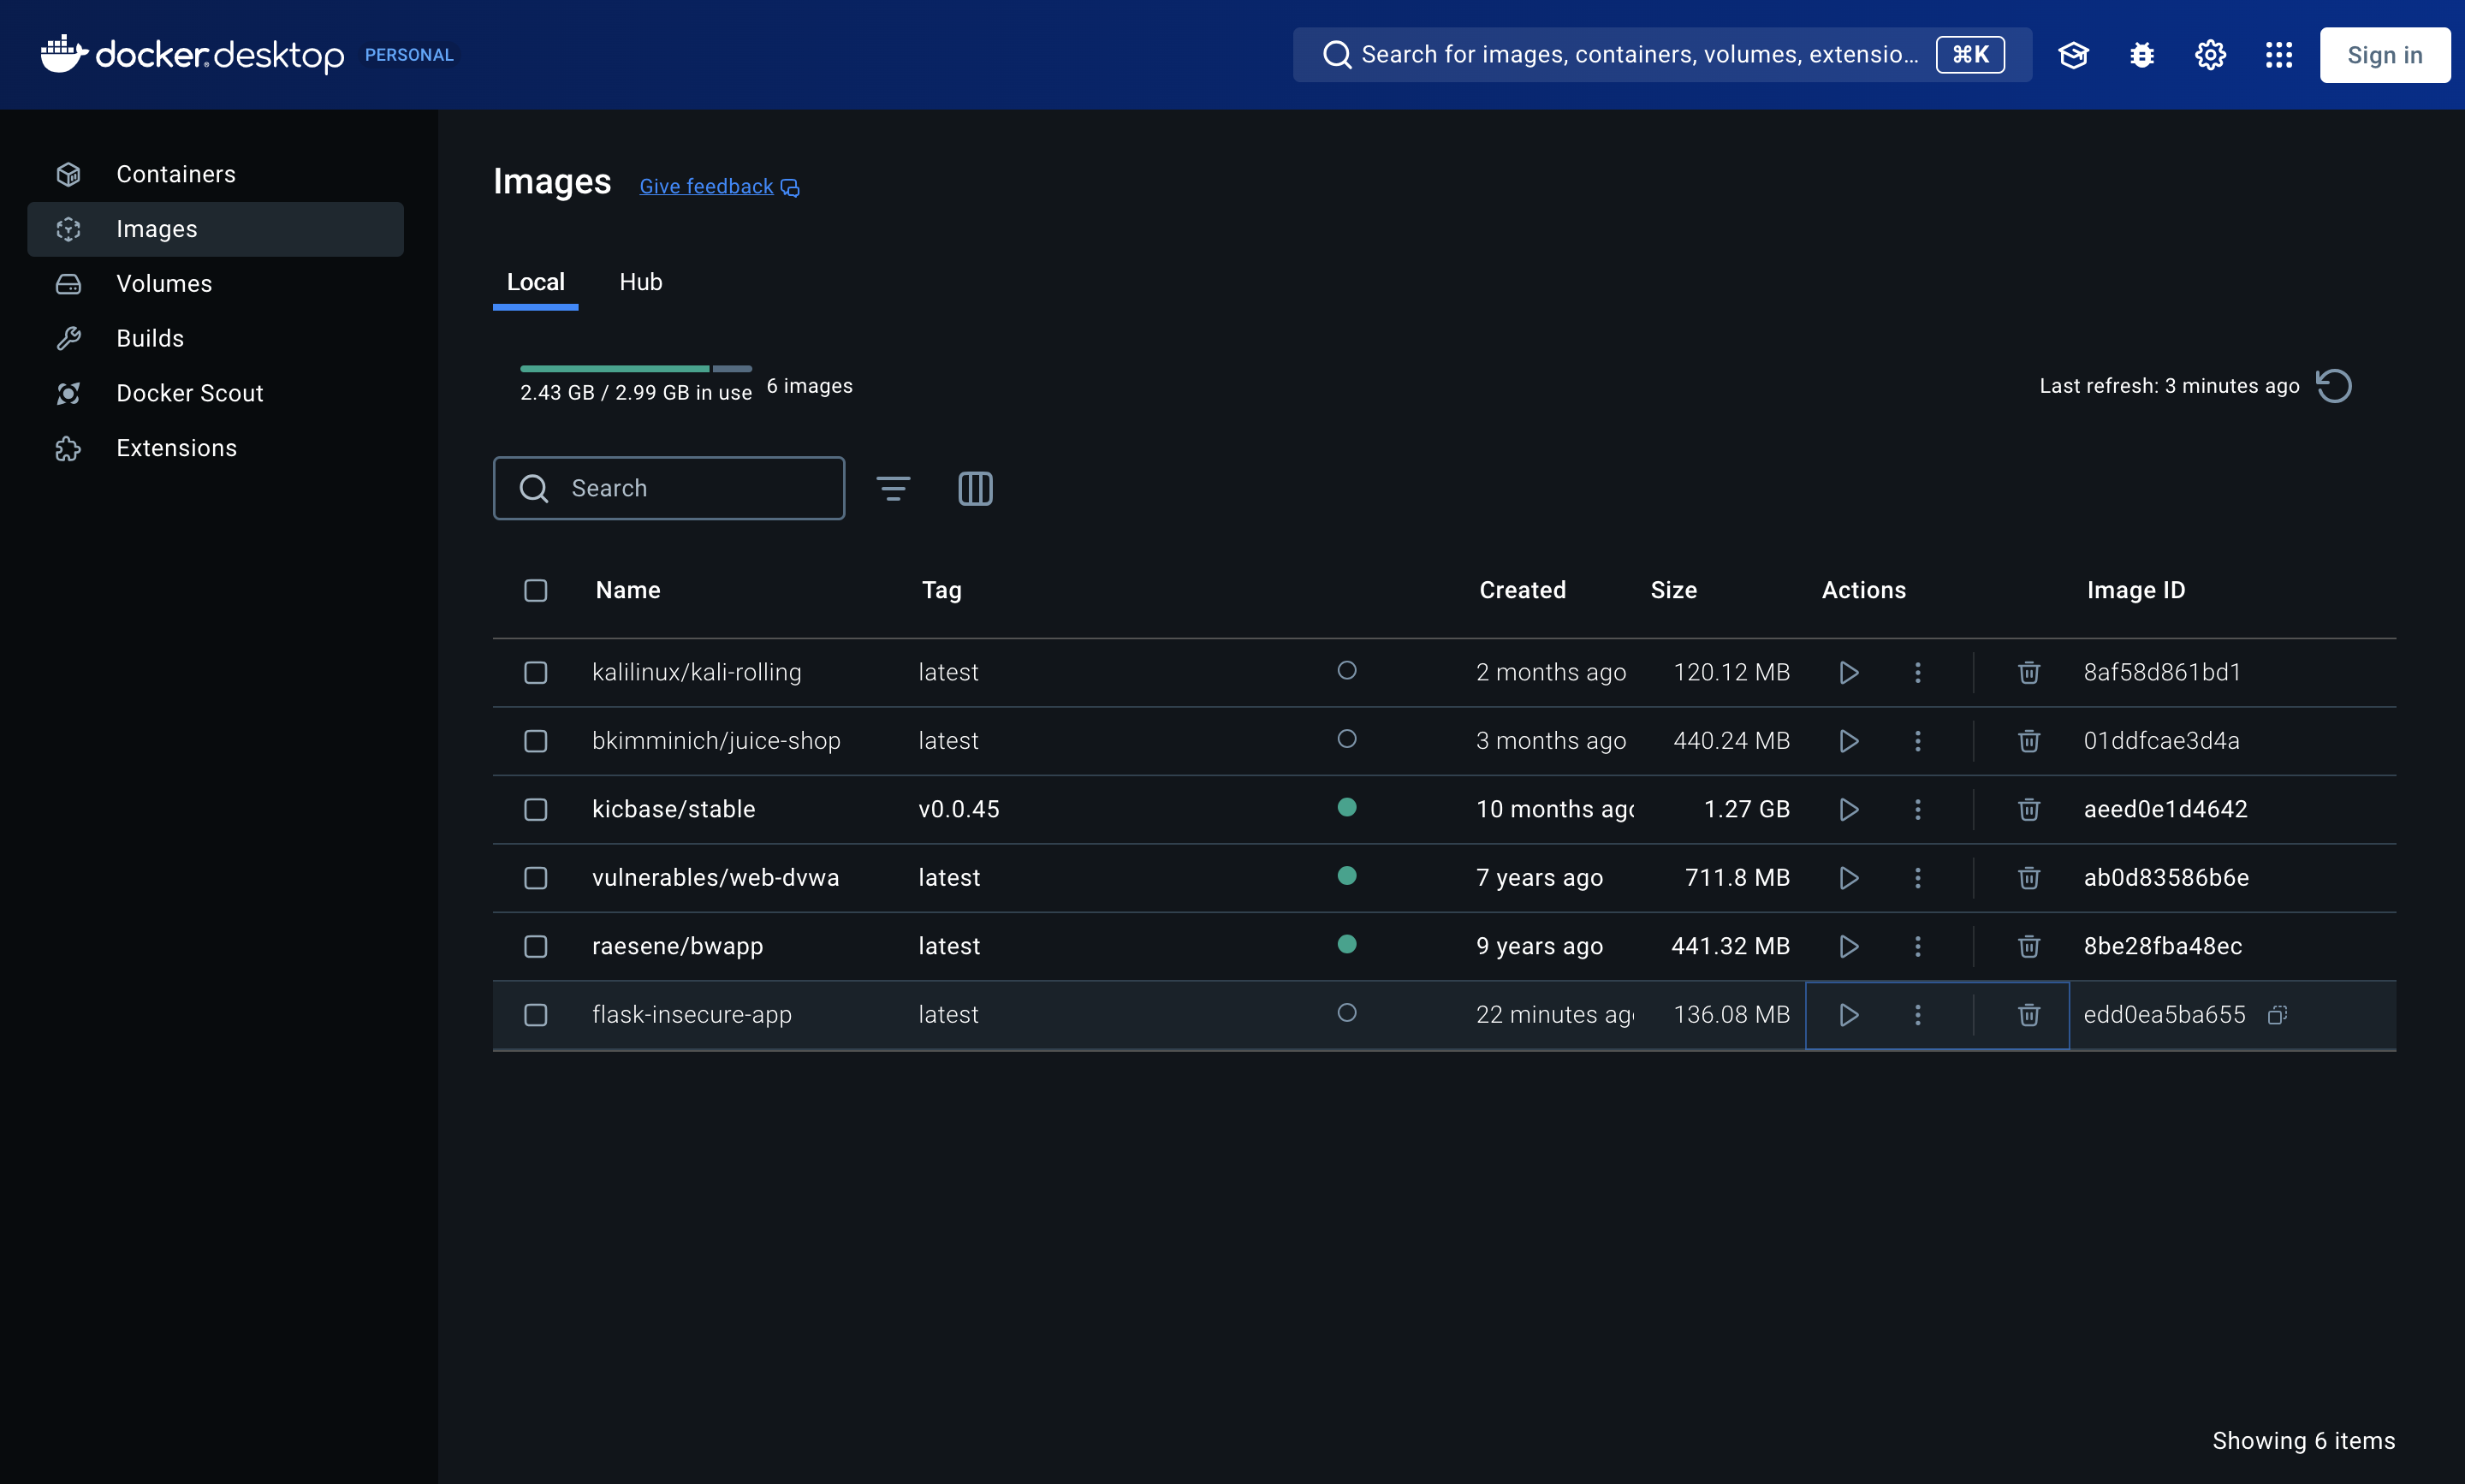 docker.desktop PERSONAL
Search for images, containers, volumes, extensio... ⌘K
Sign in
Containers
Images
Volumes
Builds
Docker Scout
Extensions
Images Give feedback
Local Hub
2.43 GB / 2.99 GB in use 6 images
Last refresh: 3 minutes ago
Search
Name Tag Created Size Actions Image ID
kalilinux/kali-rolling latest 2 months ago 120.12 MB 8af58d861bd1
bkimminich/juice-shop latest 3 months ago 440.24 MB 01ddfcae3d4a
kicbase/stable v0.0.45 10 months ago 1.27 GB aeed0e1d4642
vulnerables/web-dvwa latest 7 years ago 711.8 MB ab0d83586b6e
raesene/bwapp latest 9 years ago 441.32 MB 8be28fba48ec
flask-insecure-app latest 22 minutes ago 136.08 MB edd0ea5ba655
Showing 6 items